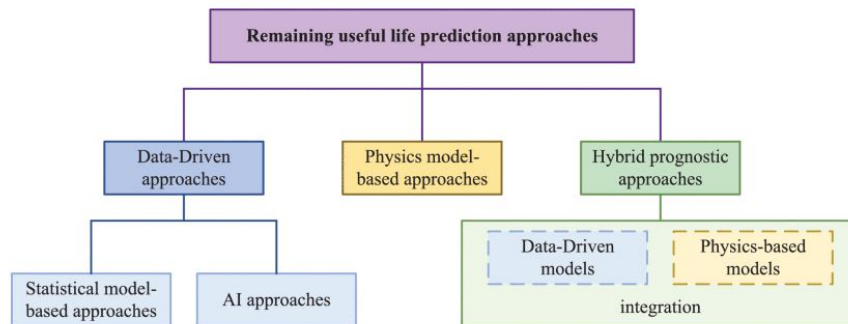 Remaining useful life prediction approaches
Data-Driven
approaches
Physics model-
based approaches
Hybrid prognostic
approaches
Statistical model-
based approaches
AI approaches
Data-Driven
models
Physics-based
models
integration